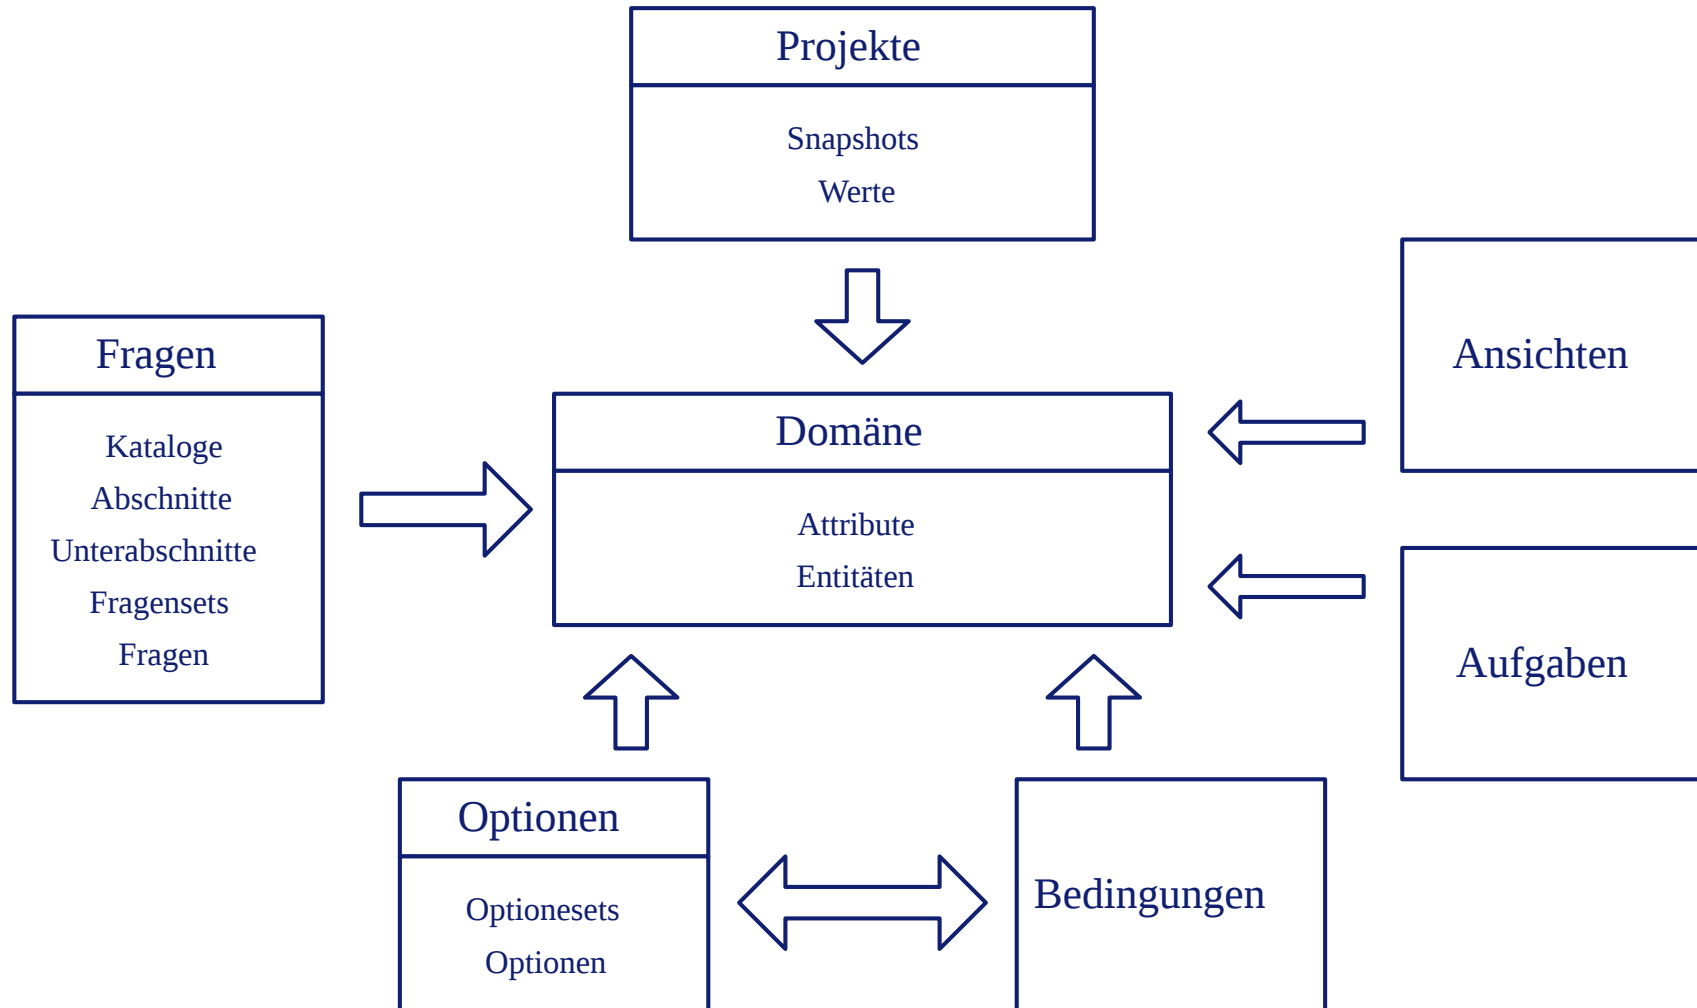 Projekte
Snapshots
Werte
Fragen
Kataloge
Abschnitte
Unterabschnitte
Fragensets
Fragen
Domäne
Attribute
Entitäten
Ansichten
Aufgaben
Optionen
Optionesets
Optionen
Bedingungen